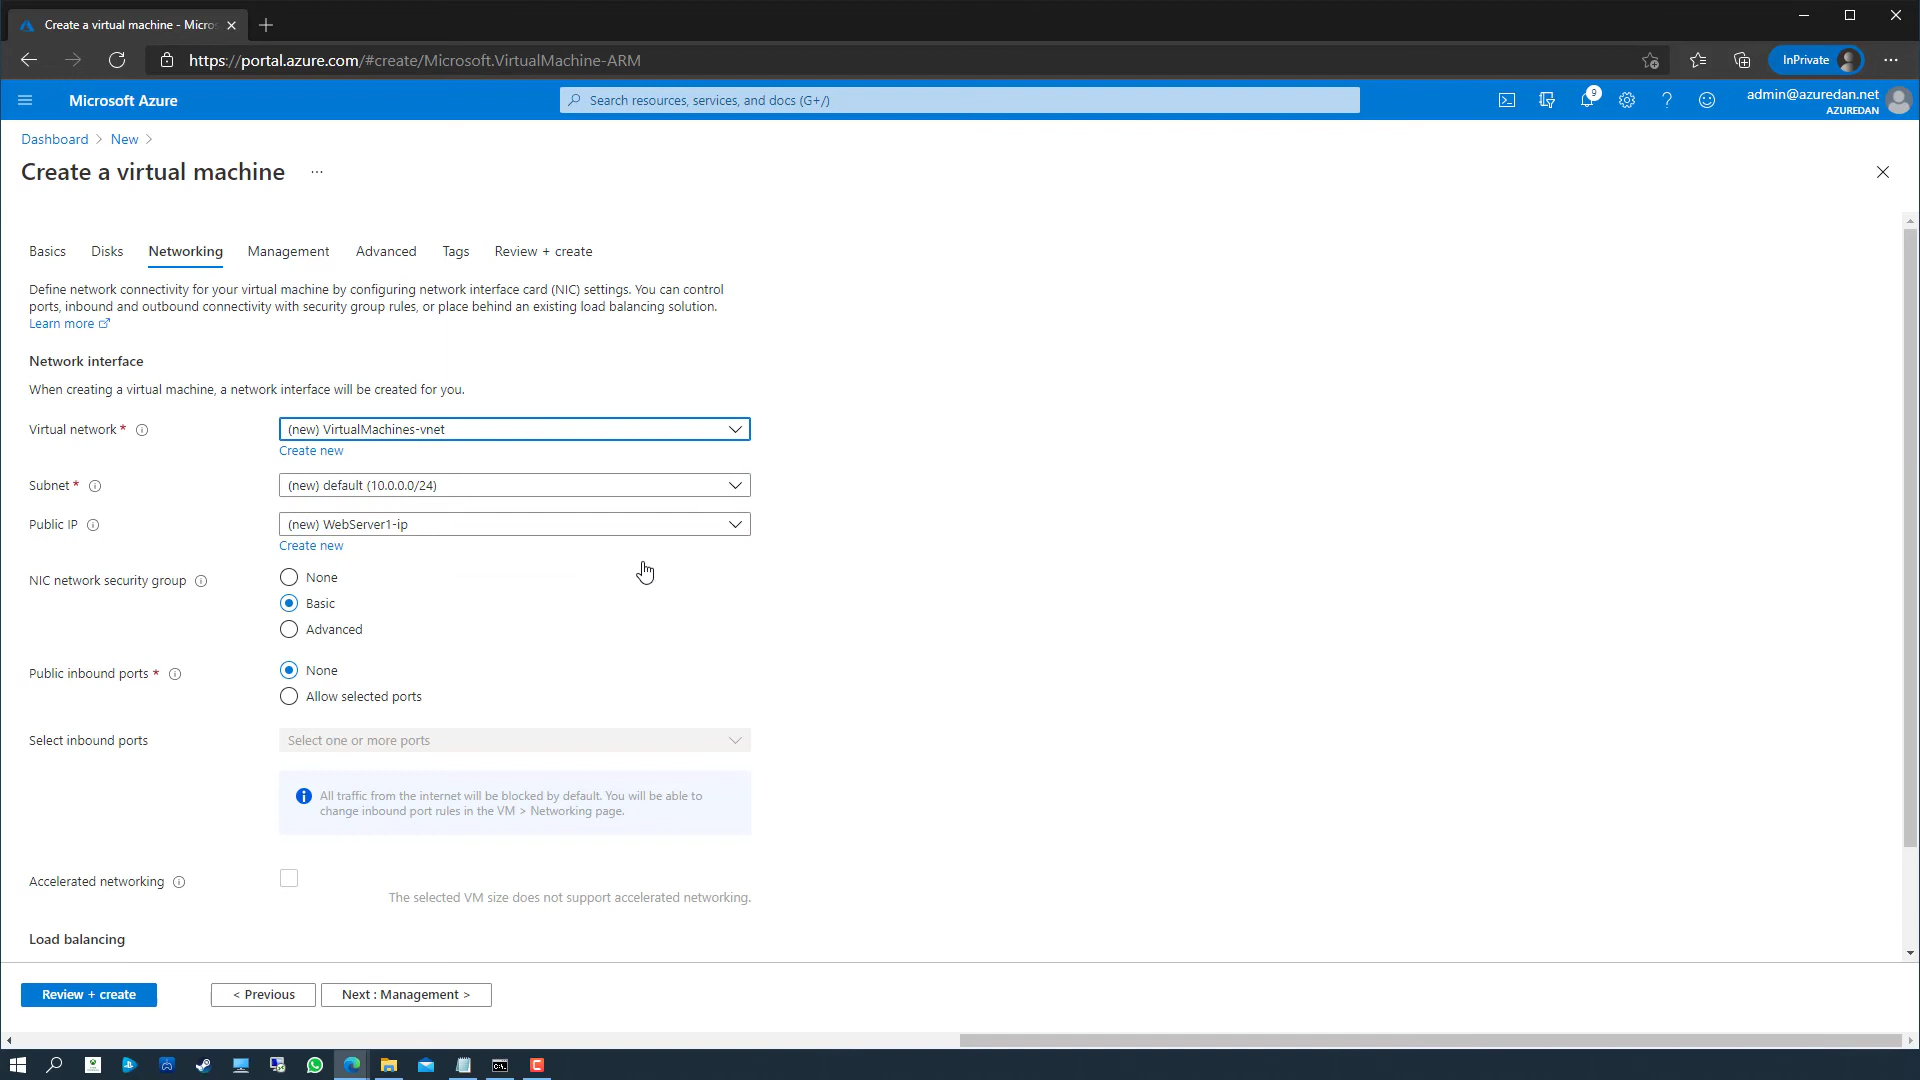 Create a virtual machine - Micros
https://portal.azure.com/#create/Microsoft.VirtualMachine-ARM
InPrivate
Microsoft Azure
Search resources, services, and docs (G+/)
9
admin@azuredan.net
AZUREDAN
Dashboard > New >
Create a virtual machine ...
Basics Disks Networking Management Advanced Tags Review + create
Define network connectivity for your virtual machine by configuring network interface card (NIC) settings. You can control
ports, inbound and outbound connectivity with security group rules, or place behind an existing load balancing solution.
Learn more
Network interface
When creating a virtual machine, a network interface will be created for you.
Virtual network * (new) VirtualMachines-vnet
Create new
Subnet * (new) default (10.0.0.0/24)
Public IP (new) WebServer1-ip
Create new
NIC network security group None
Basic
Advanced
Public inbound ports * None
Allow selected ports
Select inbound ports Select one or more ports
All traffic from the internet will be blocked by default. You will be able to
change inbound port rules in the VM > Networking page.
Accelerated networking
The selected VM size does not support accelerated networking.
Load balancing
Review + create < Previous Next : Management >